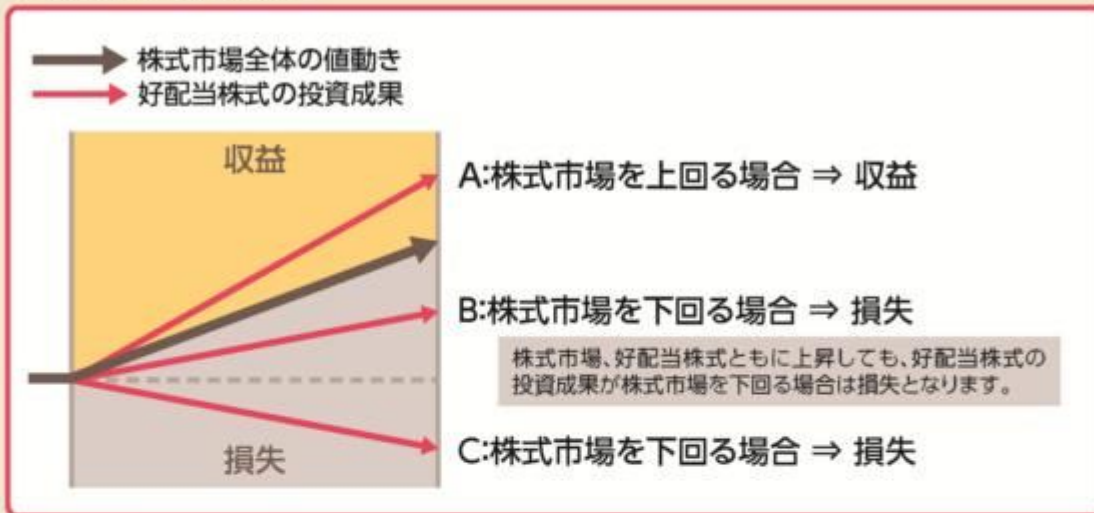 株式市場全体の値動き
好配当株式の投資成果
収益
A:株式市場を上回る場合 ⇒ 収益
B:株式市場を下回る場合 ⇒ 損失
株式市場、好配当株式ともに上昇しても、好配当株式の
投資成果が株式市場を下回る場合は損失となります。
損失
C:株式市場を下回る場合 ⇒ 損失